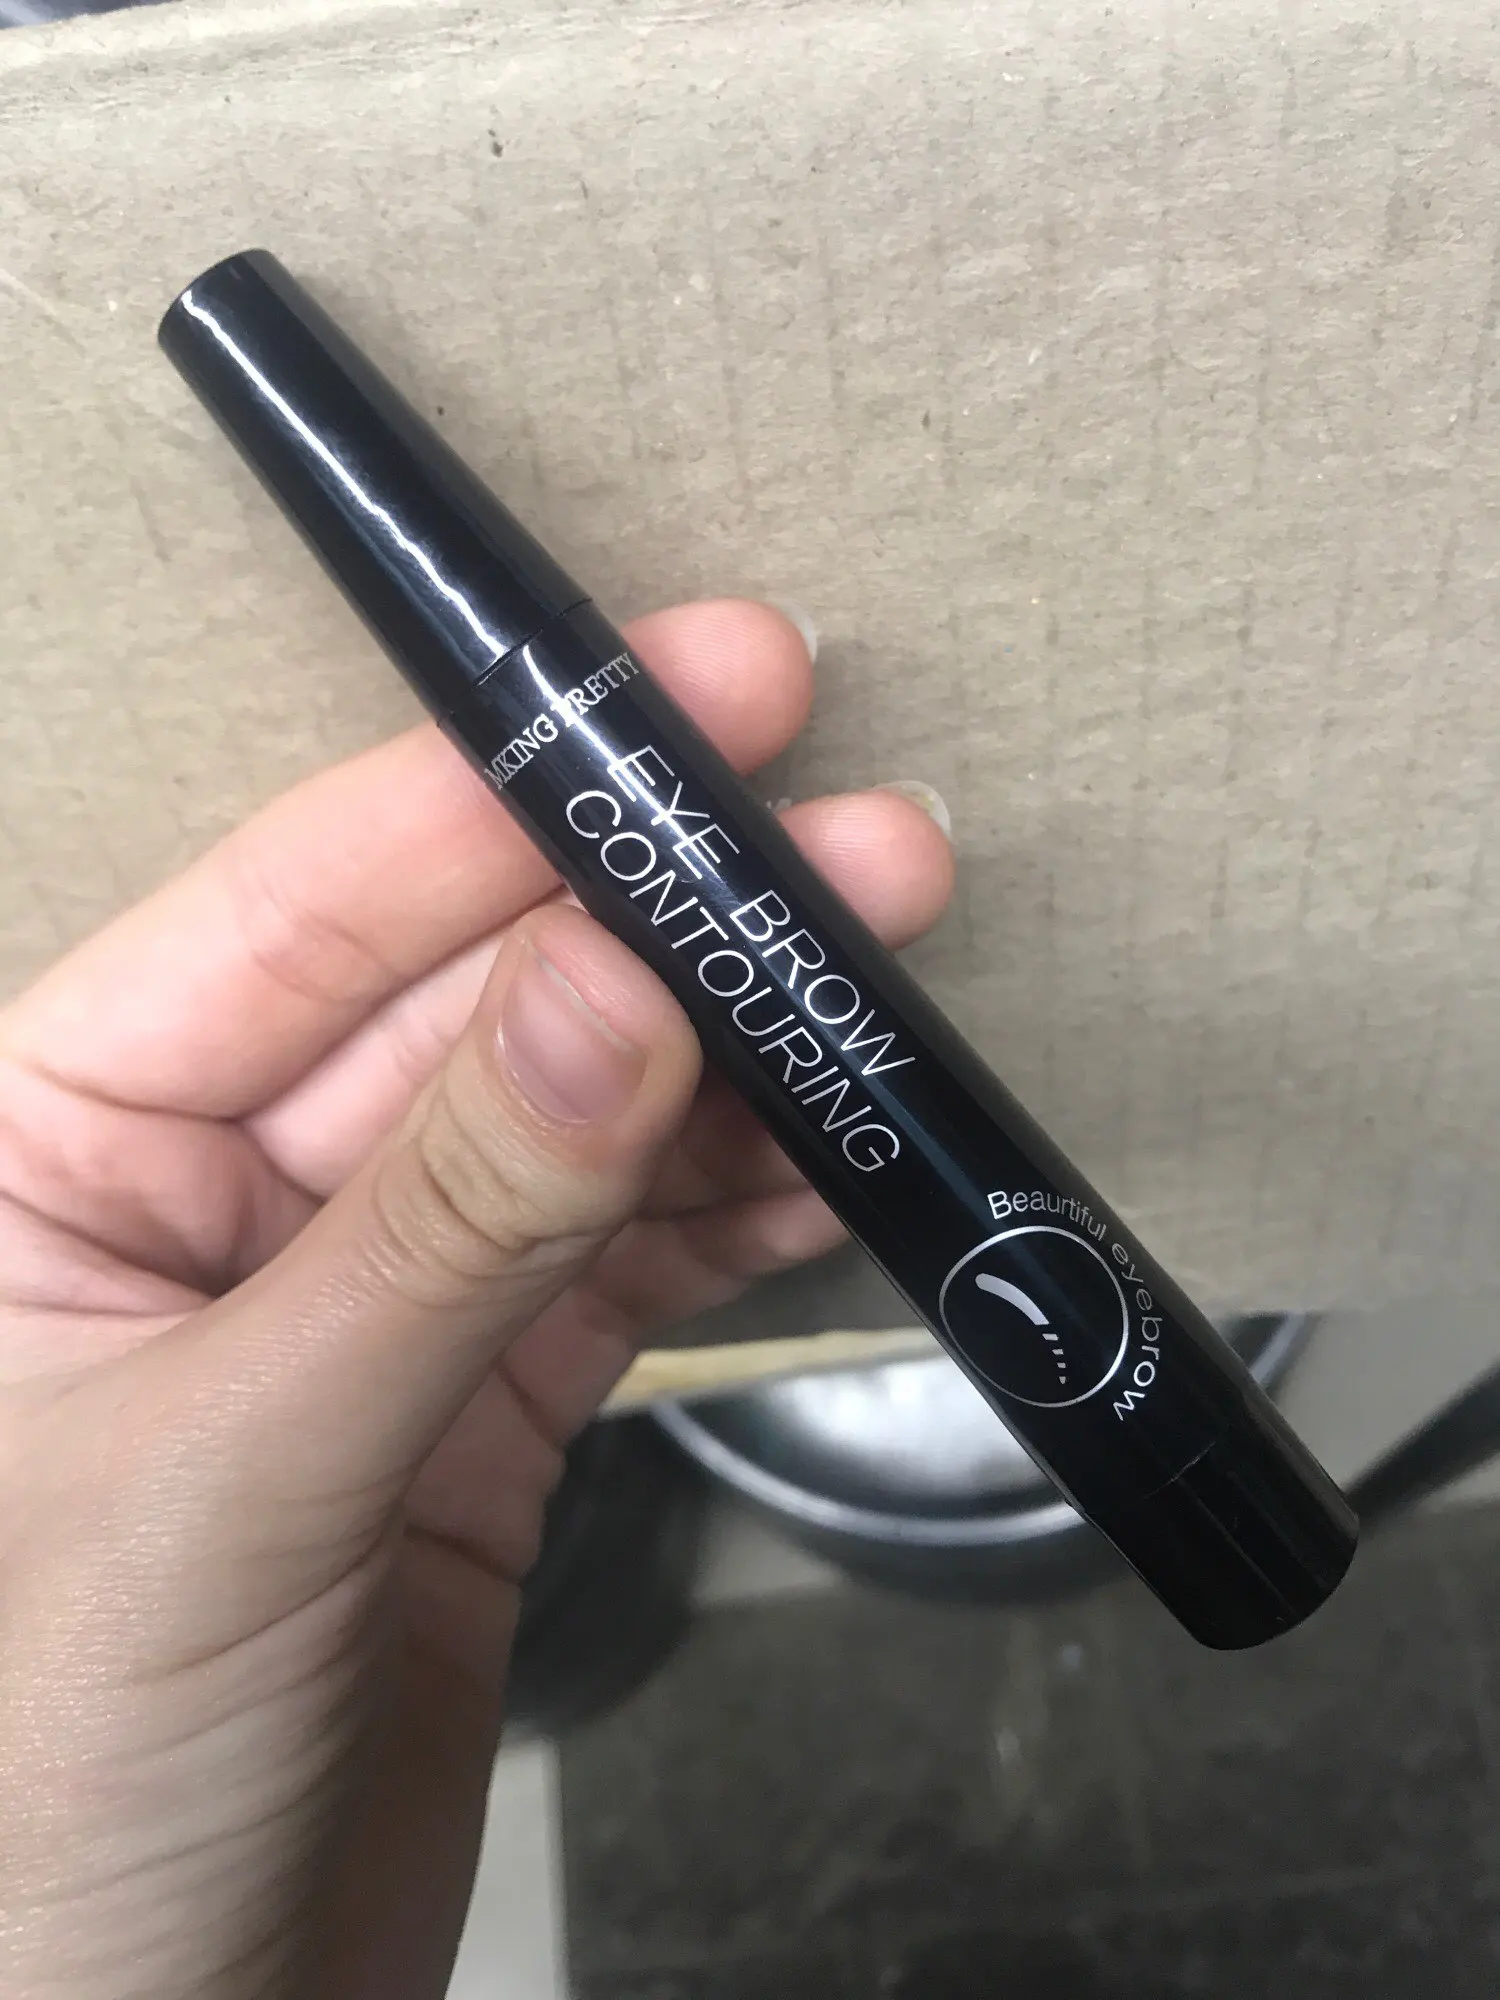 MKING PRETTY
EYE BROW
CONTOURING
Beaurtiful eyebrow